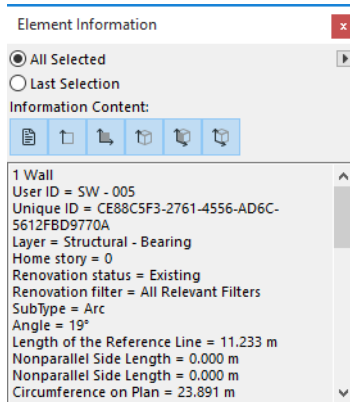 Element Information
x
All Selected
Last Selection
Information Content:
1 Wall
User ID = SW - 005
Unique ID = CE88C5F3-2761-4556-AD6C-
5612FBD9770A
Layer = Structural - Bearing
Home story = 0
Renovation status = Existing
Renovation filter = All Relevant Filters
SubType = Arc
Angle = 19°
Length of the Reference Line = 11.233 m
Nonparallel Side Length = 0.000 m
Nonparallel Side Length = 0.000 m
Circumference on Plan = 23.891 m